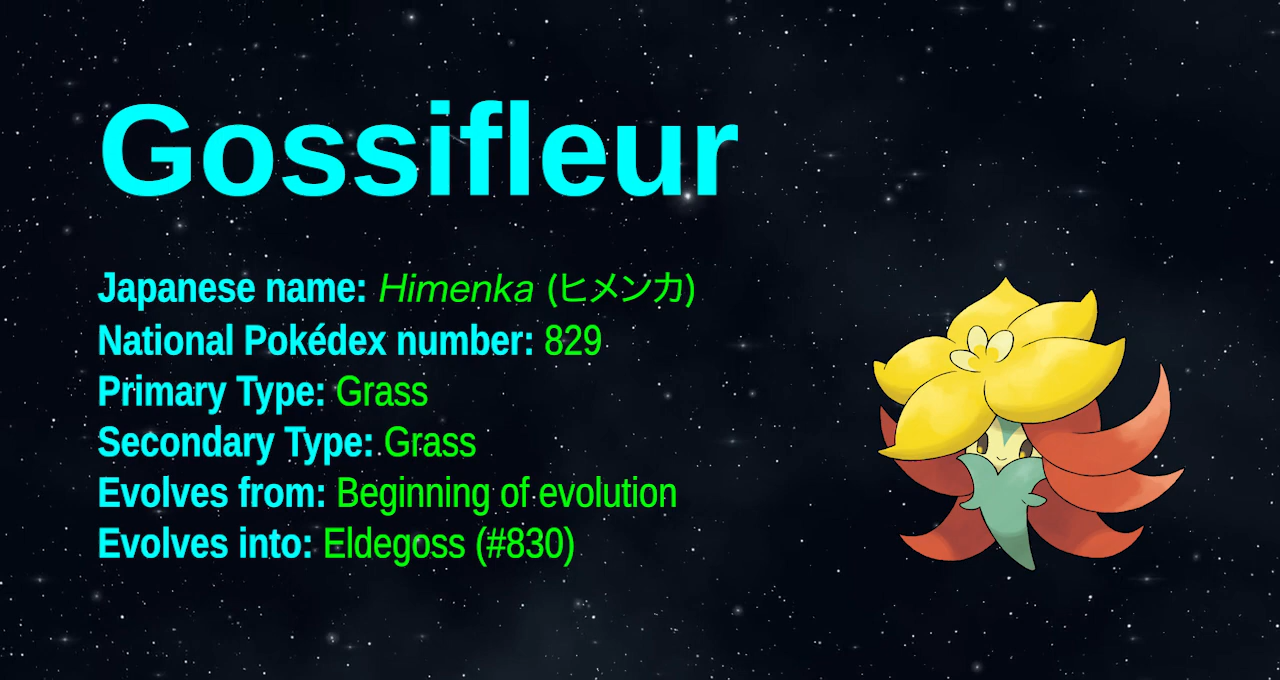 Gossifleur
Japanese name: Himenka (ヒメンカ)
National Pokédex number: 829
Primary Type: Grass
Secondary Type: Grass
Evolves from: Beginning of evolution
Evolves into: Eldegoss (#830)